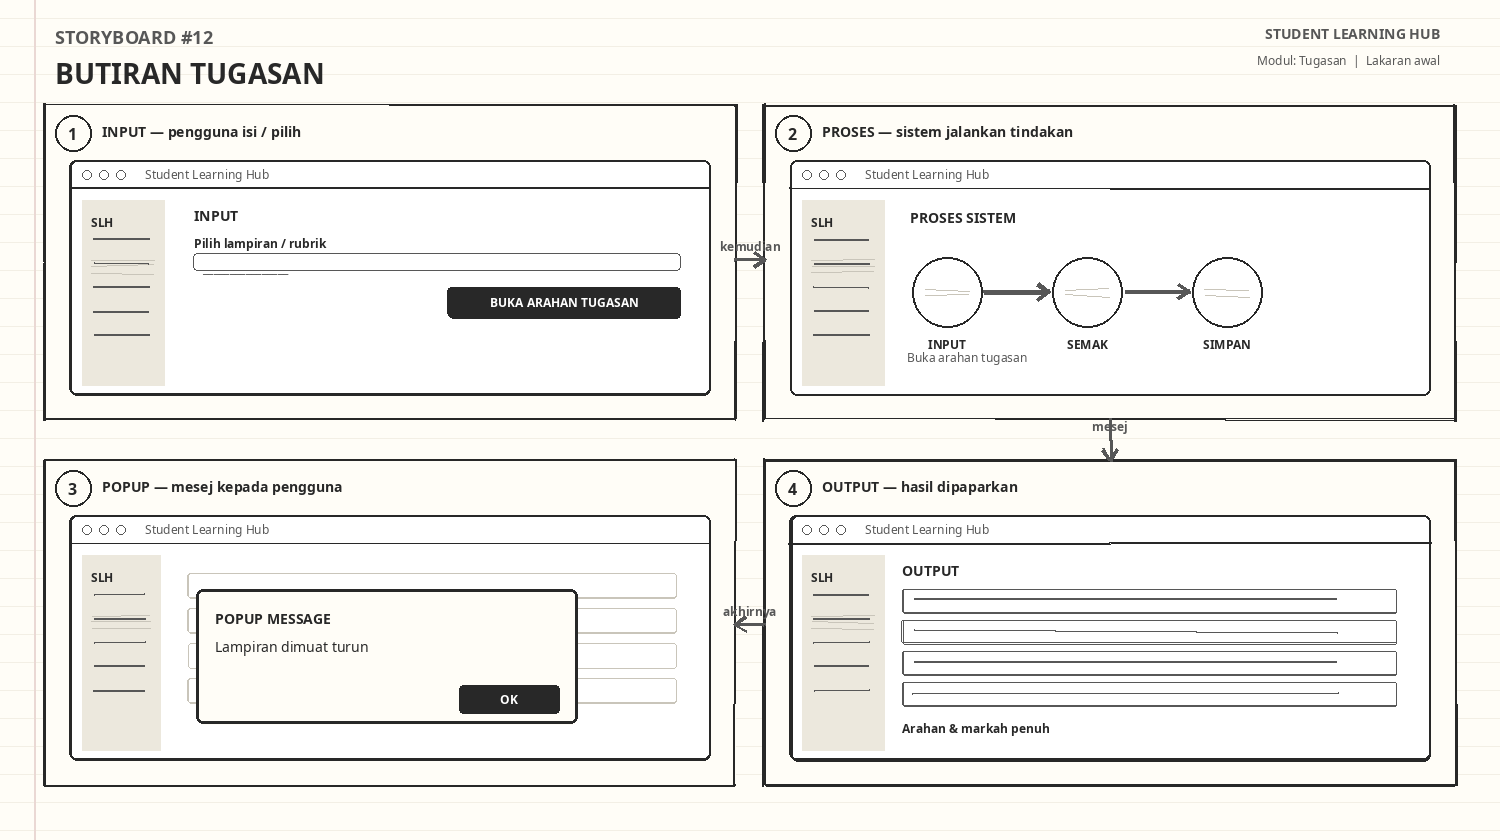 STORYBOARD #12
BUTIRAN TUGASAN
STUDENT LEARNING HUB
Modul: Tugasan | Lakaran awal
1
INPUT — pengguna isi / pilih
Student Learning Hub
SLH
INPUT
Pilih lampiran / rubrik
BUKA ARAHAN TUGASAN
kemudian
2
PROSES — sistem jalankan tindakan
Student Learning Hub
SLH
PROSES SISTEM
INPUT
SEMAK
SIMPAN
Buka arahan tugasan
mesej
3
POPUP — mesej kepada pengguna
Student Learning Hub
SLH
POPUP MESSAGE
Lampiran dimuat turun
OK
akhirnya
4
OUTPUT — hasil dipaparkan
Student Learning Hub
SLH
OUTPUT
Arahan & markah penuh